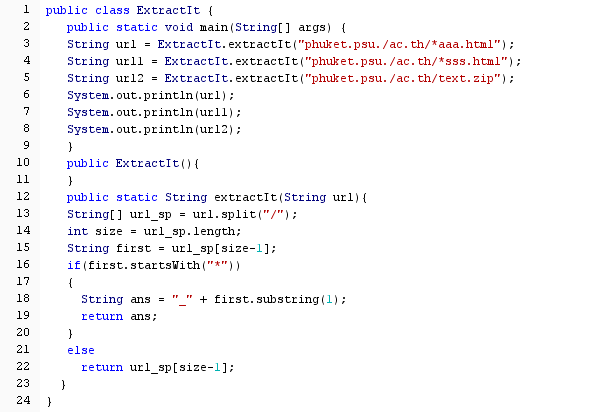 1 public class ExtractIt {
2 public static void main(String[] args) {
3 String url = ExtractIt.extractIt("phuket.psu./ac.th/*aaa.html");
4 String url1 = ExtractIt.extractIt("phuket.psu./ac.th/*sss.html");
5 String url2 = ExtractIt.extractIt("phuket.psu./ac.th/text.zip");
6 System.out.println(url);
7 System.out.println(url1);
8 System.out.println(url2);
9 }
10 public ExtractIt(){
11 }
12 public static String extractIt(String url){
13 String[] url_sp = url.split("/");
14 int size = url_sp.length;
15 String first = url_sp[size-1];
16 if(first.startsWith("*"))
17 {
18 String ans = "_" + first.substring(1);
19 return ans;
20 }
21 else
22 return url_sp[size-1];
23 }
24 }